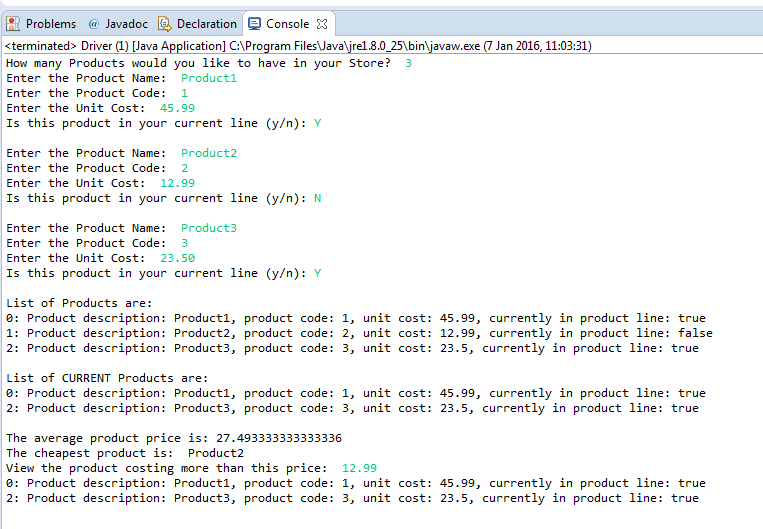 Problems @ Javadoc Declaration Console
<terminated> Driver (1) [Java Application] C:\Program Files\Java\jre1.8.0_25\bin\javaw.exe (7 Jan 2016, 11:03:31)
How many Products would you like to have in your Store?  3
Enter the Product Name:  Product1
Enter the Product Code:  1
Enter the Unit Cost:  45.99
Is this product in your current line (y/n): Y
Enter the Product Name:  Product2
Enter the Product Code:  2
Enter the Unit Cost:  12.99
Is this product in your current line (y/n): N
Enter the Product Name:  Product3
Enter the Product Code:  3
Enter the Unit Cost:  23.50
Is this product in your current line (y/n): Y
List of Products are:
0: Product description: Product1, product code: 1, unit cost: 45.99, currently in product line: true
1: Product description: Product2, product code: 2, unit cost: 12.99, currently in product line: false
2: Product description: Product3, product code: 3, unit cost: 23.5, currently in product line: true
List of CURRENT Products are:
0: Product description: Product1, product code: 1, unit cost: 45.99, currently in product line: true
2: Product description: Product3, product code: 3, unit cost: 23.5, currently in product line: true
The average product price is: 27.493333333333336
The cheapest product is:  Product2
View the product costing more than this price:  12.99
0: Product description: Product1, product code: 1, unit cost: 45.99, currently in product line: true
2: Product description: Product3, product code: 3, unit cost: 23.5, currently in product line: true